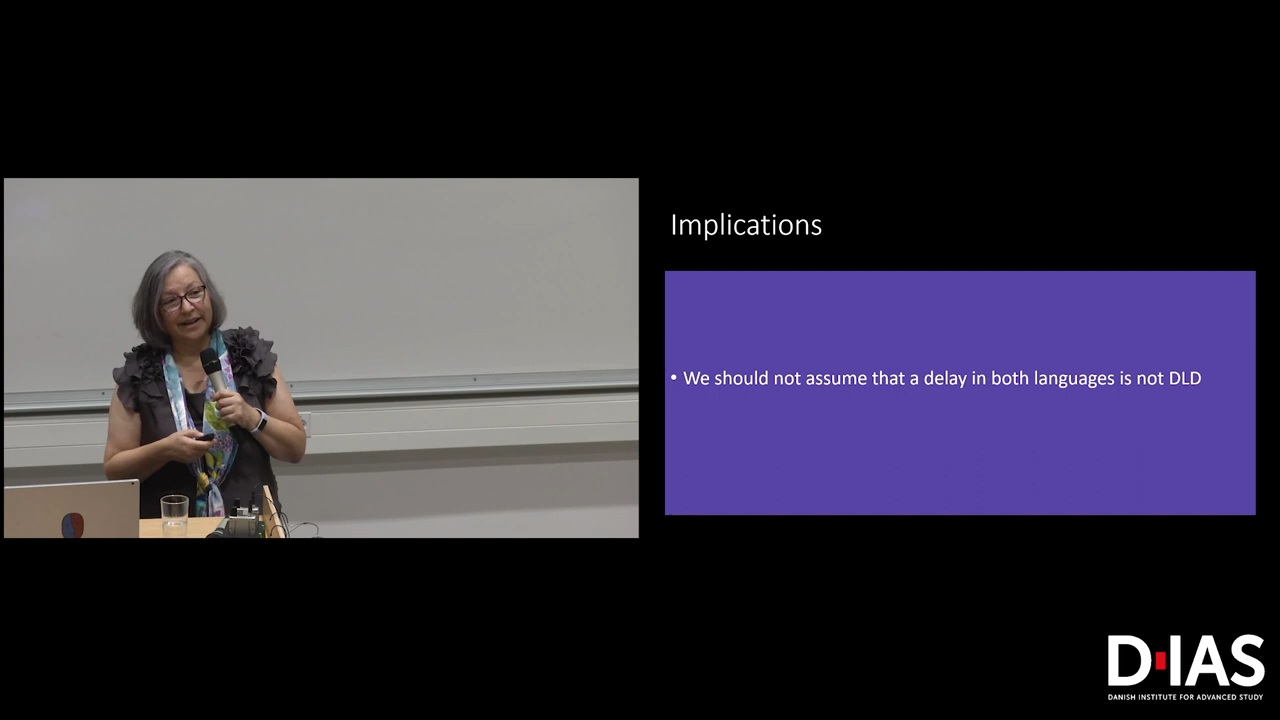 Implications
• We should not assume that a delay in both languages is not DLD
D·IAS
DANISH INSTITUTE FOR ADVANCED STUDY